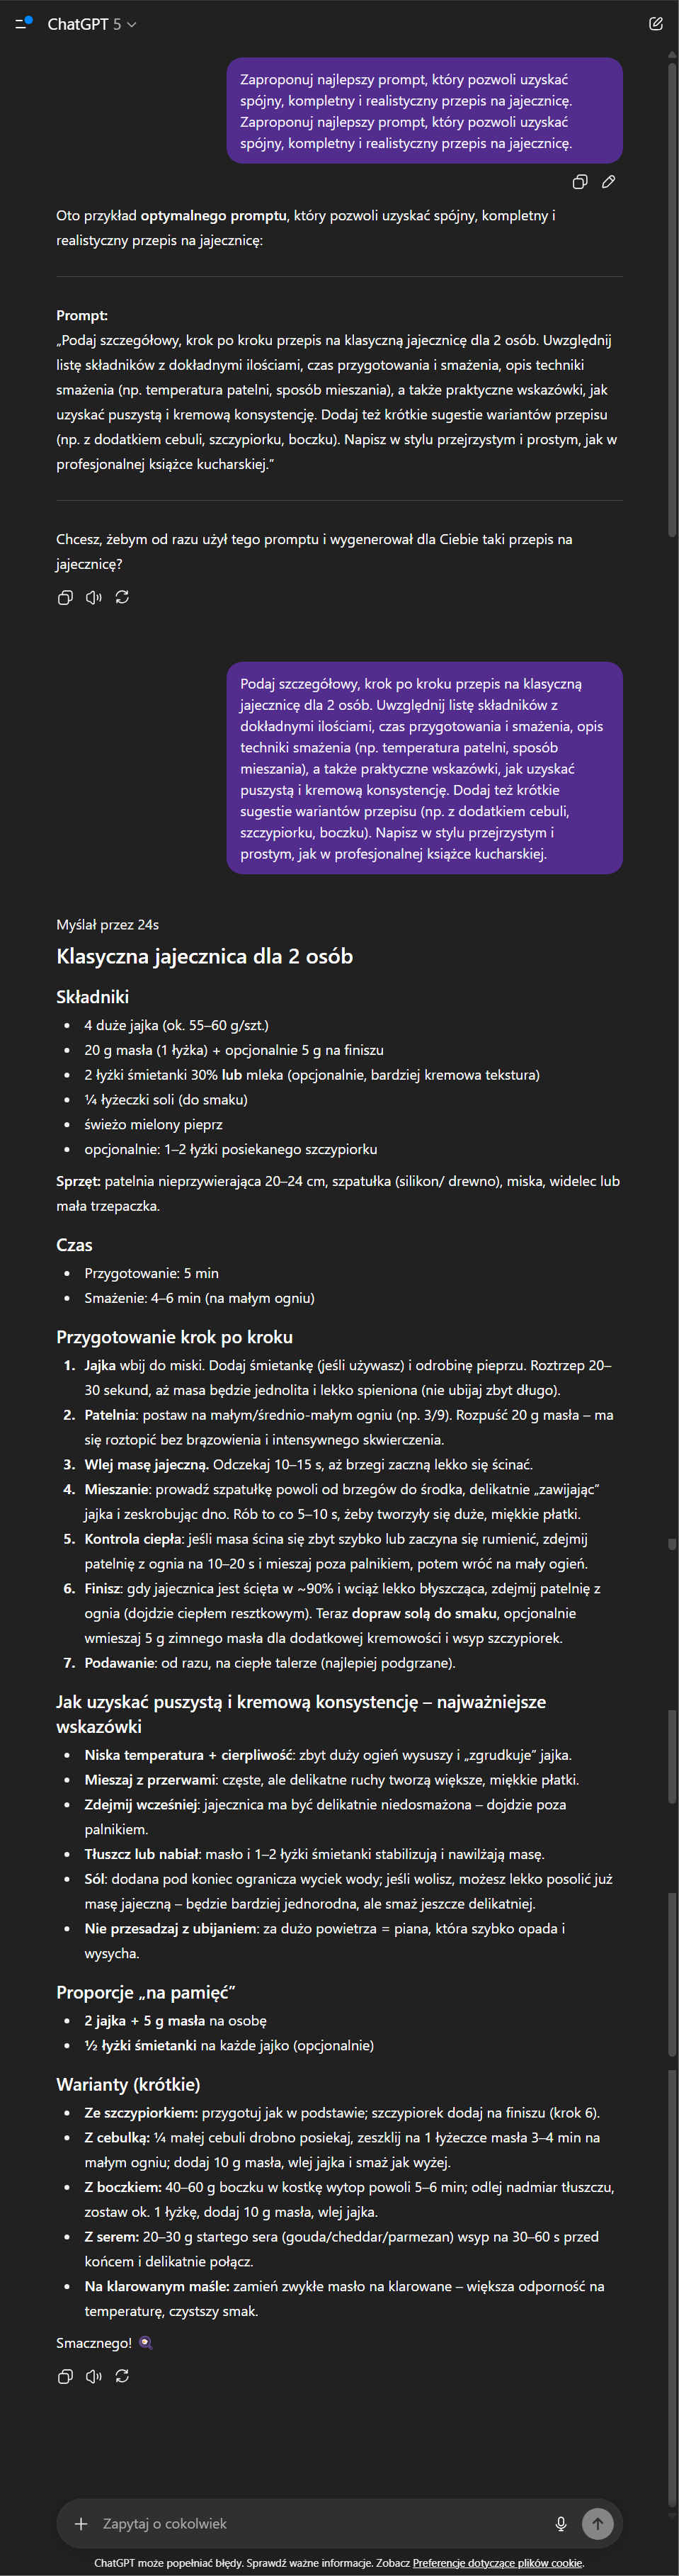 ChatGPT 5
Zaproponuj najlepszy prompt, który pozwoli uzyskać
spójny, kompletny i realistyczny przepis na jajecznicę.
Zaproponuj najlepszy prompt, który pozwoli uzyskać
spójny, kompletny i realistyczny przepis na jajecznicę.
Oto przykład optymalnego promptu, który pozwoli uzyskać spójny, kompletny i
realistyczny przepis na jajecznicę:
Prompt:
„Podaj szczegółowy, krok po kroku przepis na klasyczną jajecznicę dla 2 osób. Uwzględnij
listę składników z dokładnymi ilościami, czas przygotowania i smażenia, opis techniki
smażenia (np. temperatura patelni, sposób mieszania), a także praktyczne wskazówki, jak
uzyskać puszystą i kremową konsystencję. Dodaj też krótkie sugestie wariantów przepisu
(np. z dodatkiem cebuli, szczypiorku, boczku). Napisz w stylu przejrzystym i prostym, jak w
profesjonalnej książce kucharskiej.”
Chcesz, żebym od razu użył tego promptu i wygenerował dla Ciebie taki przepis na
jajecznicę?
Podaj szczegółowy, krok po kroku przepis na klasyczną
jajecznicę dla 2 osób. Uwzględnij listę składników z
dokładnymi ilościami, czas przygotowania i smażenia, opis
techniki smażenia (np. temperatura patelni, sposób
mieszania), a także praktyczne wskazówki, jak uzyskać
puszystą i kremową konsystencję. Dodaj też krótkie
sugestie wariantów przepisu (np. z dodatkiem cebuli,
szczypiorku, boczku). Napisz w stylu przejrzystym i
prostym, jak w profesjonalnej książce kucharskiej.
Myślał przez 24s
Klasyczna jajecznica dla 2 osób
Składniki
• 4 duże jajka (ok. 55–60 g/szt.)
• 20 g masła (1 łyżka) + opcjonalnie 5 g na finiszu
• 2 łyżki śmietanki 30% lub mleka (opcjonalnie, bardziej kremowa tekstura)
• ¼ łyżeczki soli (do smaku)
• świeżo mielony pieprz
• opcjonalnie: 1–2 łyżki posiekanego szczypiorku
Sprzęt: patelnia nieprzywierająca 20–24 cm, szpatułka (silikon/ drewno), miska, widelec lub
mała trzepaczka.
Czas
• Przygotowanie: 5 min
• Smażenie: 4–6 min (na małym ogniu)
Przygotowanie krok po kroku
1. Jajka wbij do miski. Dodaj śmietankę (jeśli używasz) i odrobinę pieprzu. Roztrzep 20–
30 sekund, aż masa będzie jednolita i lekko spieniona (nie ubijaj zbyt długo).
2. Patelnia: postaw na małym/średnio-małym ogniu (np. 3/9). Rozpuść 20 g masła – ma
się roztopić bez brązowienia i intensywnego skwierczenia.
3. Wlej masę jajeczną. Odczekaj 10–15 s, aż brzegi zaczną lekko się ścinać.
4. Mieszanie: prowadź szpatułkę powoli od brzegów do środka, delikatnie „zawijając”
jajka i zeskrobując dno. Rób to co 5–10 s, żeby tworzyły się duże, miękkie płatki.
5. Kontrola ciepła: jeśli masa ścina się zbyt szybko lub zaczyna się rumienić, zdejmij
patelnię z ognia na 10–20 s i mieszaj poza palnikiem, potem wróć na mały ogień.
6. Finisz: gdy jajecznica jest ścięta w ~90% i wciąż lekko błyszcząca, zdejmij patelnię z
ognia (dojdzie ciepłem resztkowym). Teraz dopraw solą do smaku, opcjonalnie
wmieszaj 5 g zimnego masła dla dodatkowej kremowości i wsyp szczypiorek.
7. Podawanie: od razu, na ciepłe talerze (najlepiej podgrzane).
Jak uzyskać puszystą i kremową konsystencję – najważniejsze
wskazówki
• Niska temperatura + cierpliwość: zbyt duży ogień wysuszy i „zgrudkuje” jajka.
• Mieszaj z przerwami: częste, ale delikatne ruchy tworzą większe, miękkie płatki.
• Zdejmij wcześniej: jajecznica ma być delikatnie niedosmażona – dojdzie poza
palnikiem.
• Tłuszcz lub nabiał: masło i 1–2 łyżki śmietanki stabilizują i nawilżają masę.
• Sól: dodana pod koniec ogranicza wyciek wody; jeśli wolisz, możesz lekko posolić już
masę jajeczną – będzie bardziej jednorodna, ale smaż jeszcze delikatniej.
• Nie przesadzaj z ubijaniem: za dużo powietrza = piana, która szybko opada i
wysycha.
Proporcje „na pamięć”
• 2 jajka + 5 g masła na osobę
• ½ łyżki śmietanki na każde jajko (opcjonalnie)
Warianty (krótkie)
• Ze szczypiorkiem: przygotuj jak w podstawie; szczypiorek dodaj na finiszu (krok 6).
• Z cebulką: ¼ małej cebuli drobno posiekaj, zeszklij na 1 łyżeczce masła 3–4 min na
małym ogniu; dodaj 10 g masła, wlej jajka i smaż jak wyżej.
• Z boczkiem: 40–60 g boczku w kostkę wytop powoli 5–6 min; odlej nadmiar tłuszczu,
zostaw ok. 1 łyżkę, dodaj 10 g masła, wlej jajka.
• Z serem: 20–30 g startego sera (gouda/cheddar/parmezan) wsyp na 30–60 s przed
końcem i delikatnie połącz.
• Na klarowanym maśle: zamień zwykłe masło na klarowane – większa odporność na
temperaturę, czystszy smak.
Smacznego! 🍳
Zapytaj o cokolwiek
ChatGPT może popełniać błędy. Sprawdź ważne informacje. Zobacz Preferencje dotyczące plików cookie.